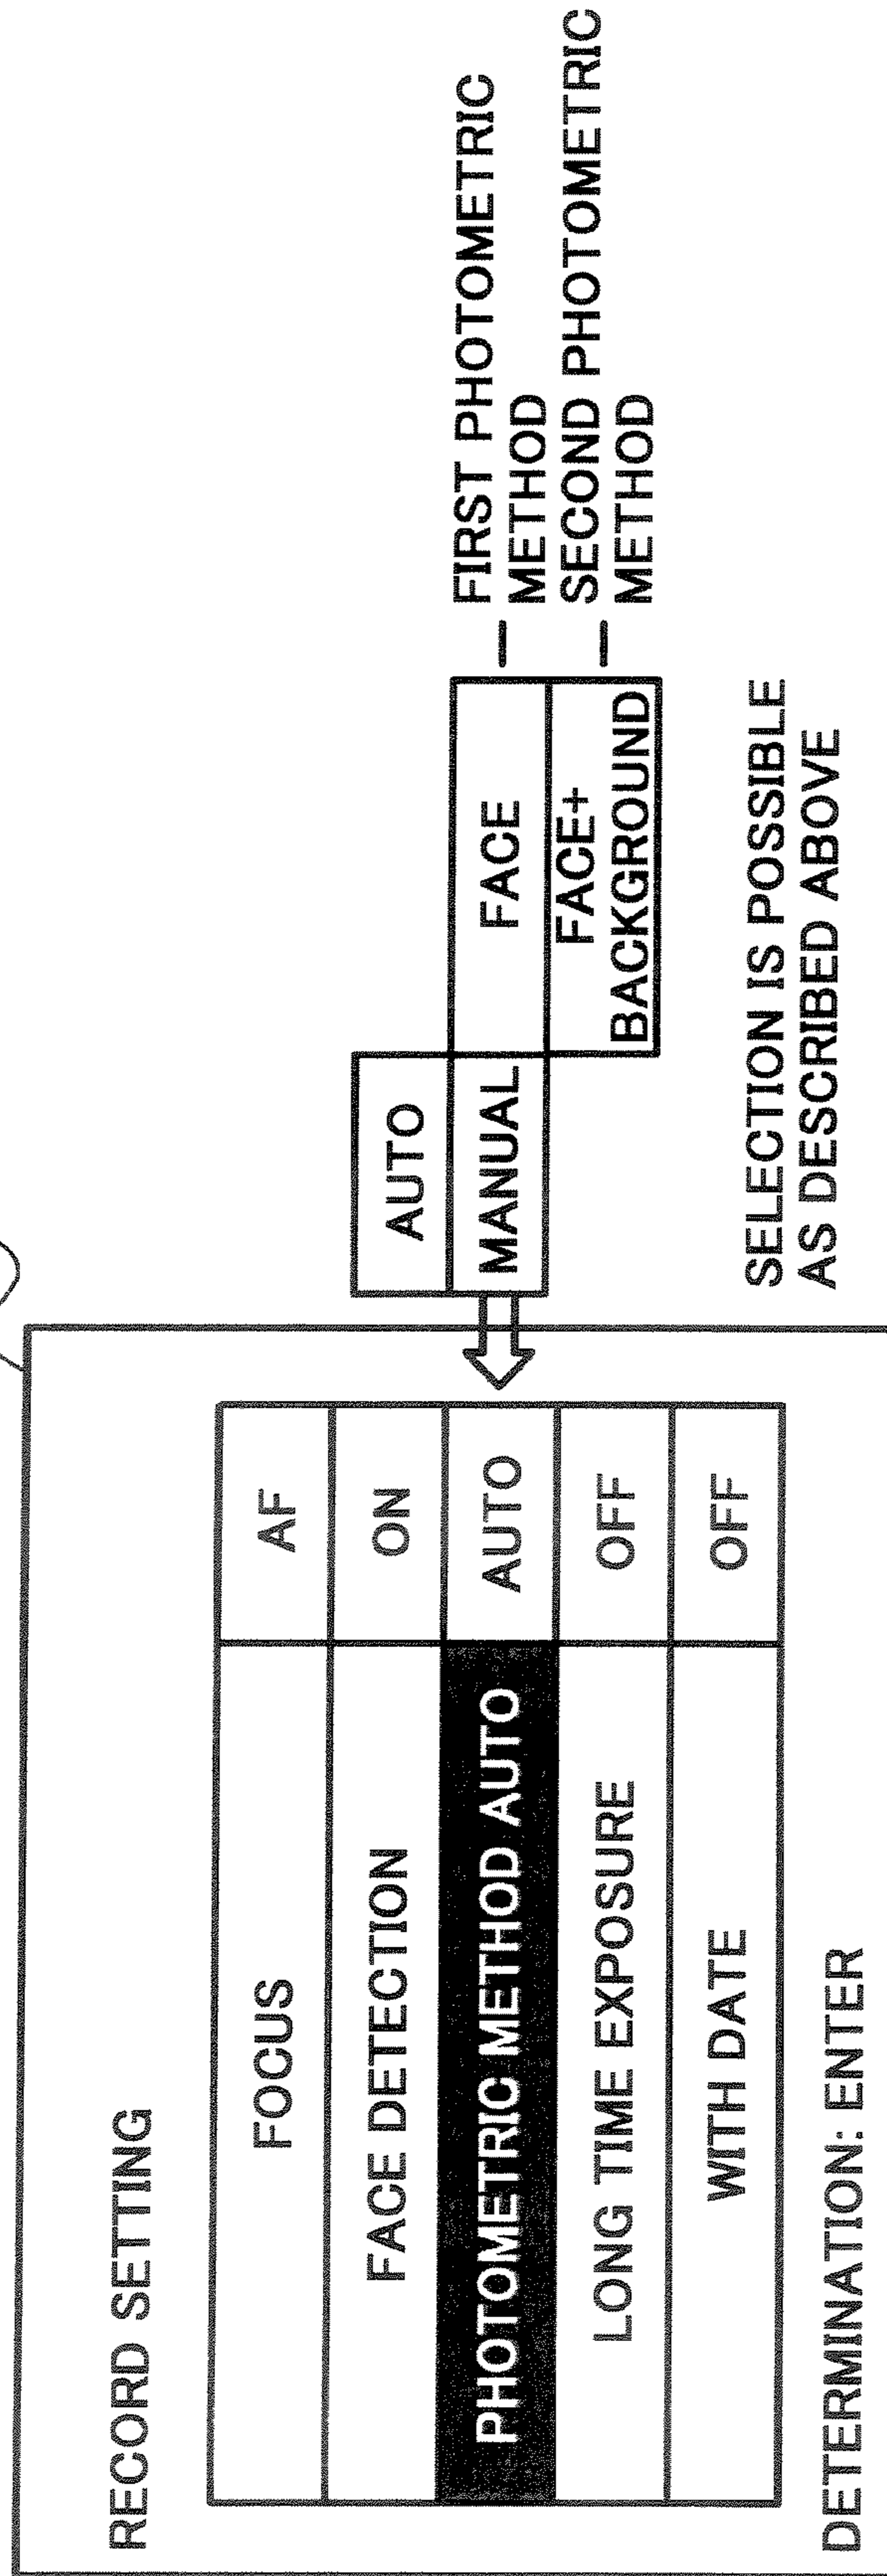 RECORD SETTING
FOCUS AF
FACE DETECTION ON
PHOTOMETRIC METHOD AUTO AUTO
LONG TIME EXPOSURE OFF
WITH DATE OFF
DETERMINATION: ENTER
AUTO
MANUAL FACE
FACE+
BACKGROUND
FIRST PHOTOMETRIC
METHOD
SECOND PHOTOMETRIC
METHOD
SELECTION IS POSSIBLE
AS DESCRIBED ABOVE